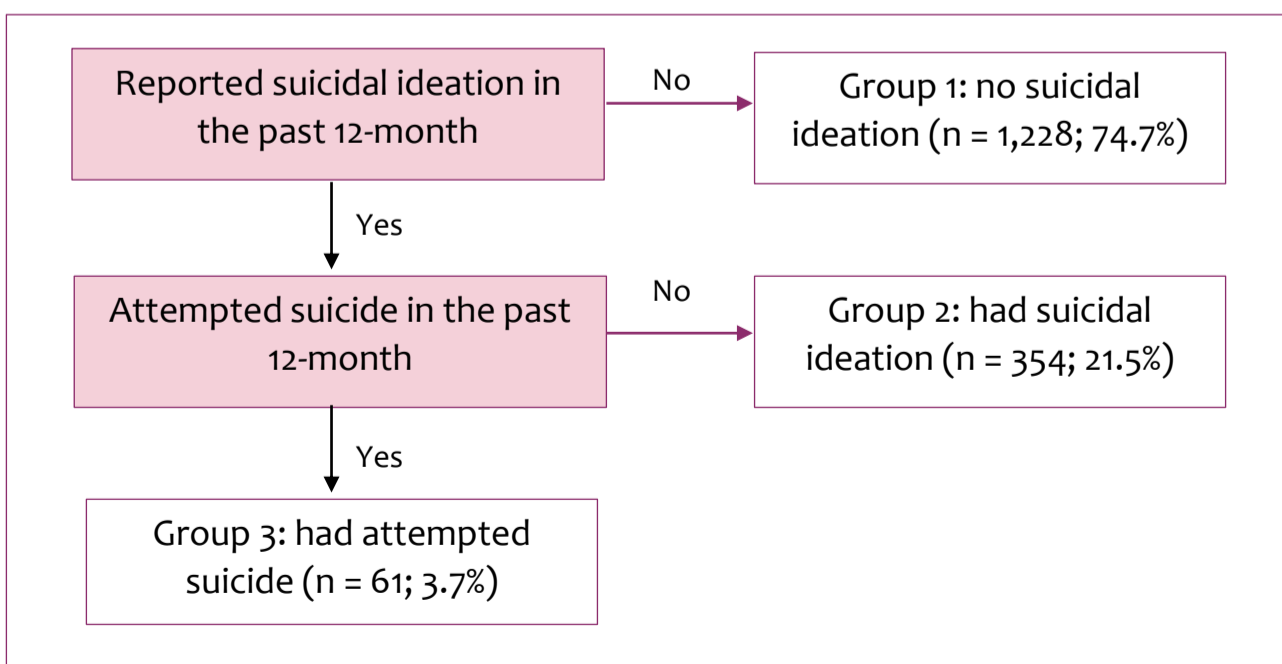 Reported suicidal ideation in
the past 12-month
No
Group 1: no suicidal
ideation (n = 1,228; 74.7%)
Yes
Attempted suicide in the past
12-month
No
Group 2: had suicidal
ideation (n = 354; 21.5%)
Yes
Group 3: had attempted
suicide (n = 61; 3.7%)